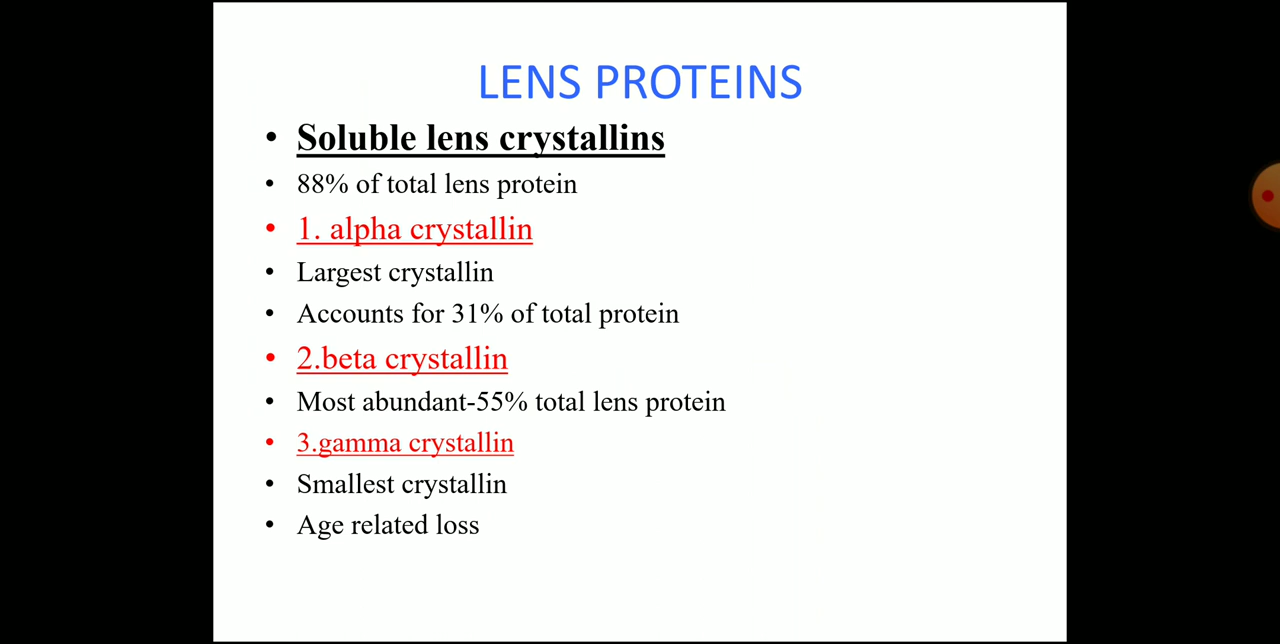 LENS PROTEINS
• Soluble lens crystallins
• 88% of total lens protein
• 1. alpha crystallin
• Largest crystallin
• Accounts for 31% of total protein
• 2.beta crystallin
• Most abundant-55% total lens protein
• 3.gamma crystallin
• Smallest crystallin
• Age related loss